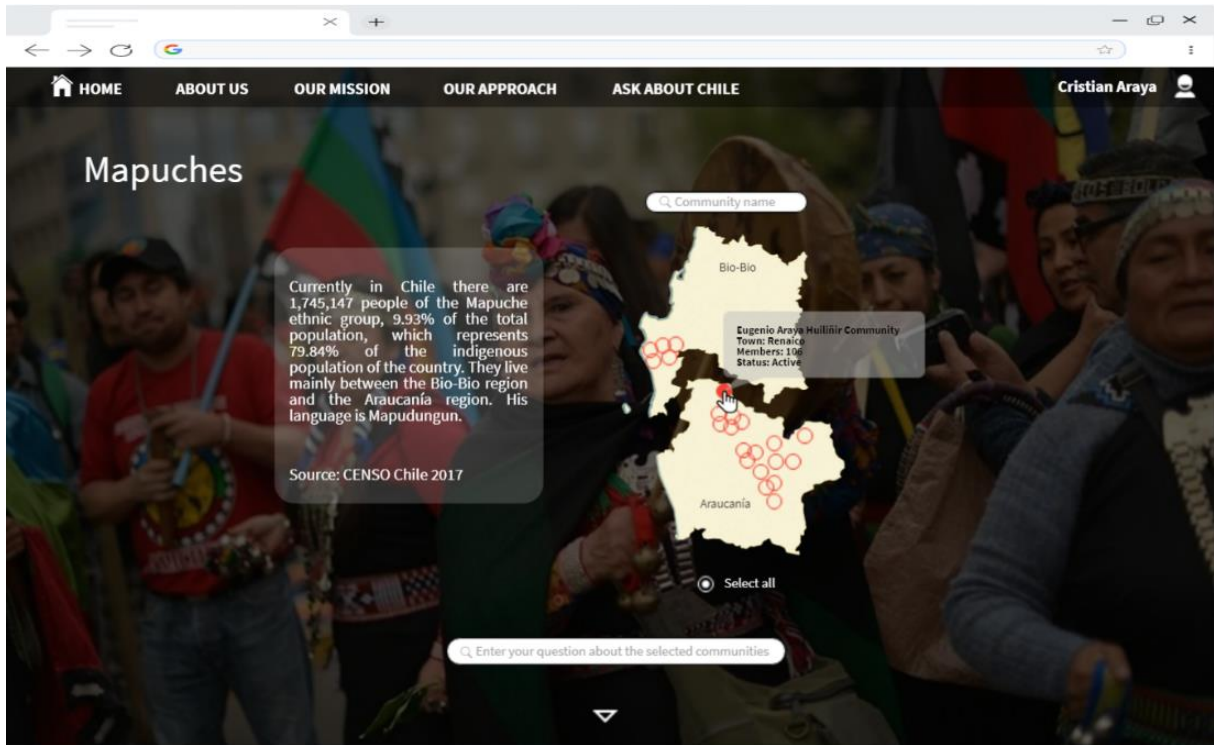 HOME
ABOUT US
OUR MISSION
OUR APPROACH
ASK ABOUT CHILE
Cristian Araya
Mapuches
Community name
Currently in Chile there are
1,745,147 people of the Mapuche
ethnic group, 9.93% of the total
population, which represents
79.84% of the indigenous
population of the country. They live
mainly between the Bio-Bio region
and the Araucanía region. His
language is Mapudungun.
Source: CENSO Chile 2017
Bio-Bio
Eugenio Araya Huilliñir Community
Town: Renaico
Members: 106
Status: Active
Araucanía
Select all
Enter your question about the selected communities